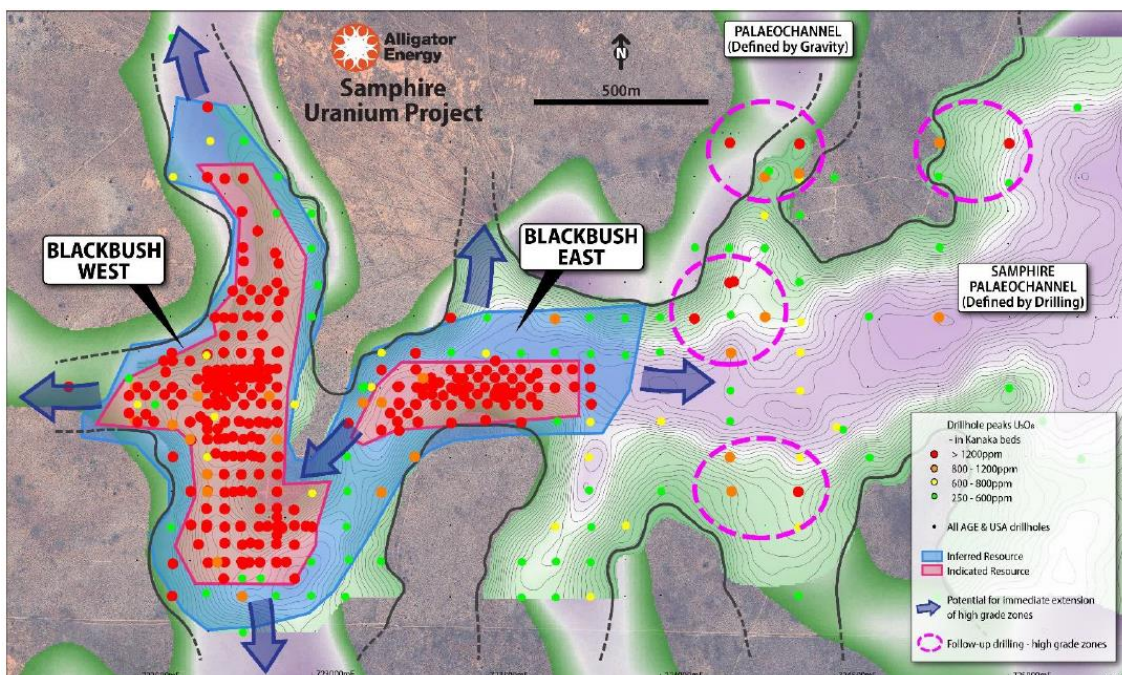 Alligator
Energy
Samphire
Uranium Project
N
500m
PALAEOCHANNEL
(Defined by Gravity)
BLACKBUSH
WEST
BLACKBUSH
EAST
SAMPHIRE
PALAEOCHANNEL
(Defined by Drilling)
Drillhole peaks U₃O₈
- in Kanaka beds
> 1200ppm
800 - 1200ppm
600 - 800ppm
250 - 600ppm
All AGE & USA drillholes
Inferred Resource
Indicated Resource
Potential for immediate extension
of high grade zones
Follow-up drilling - high grade zones